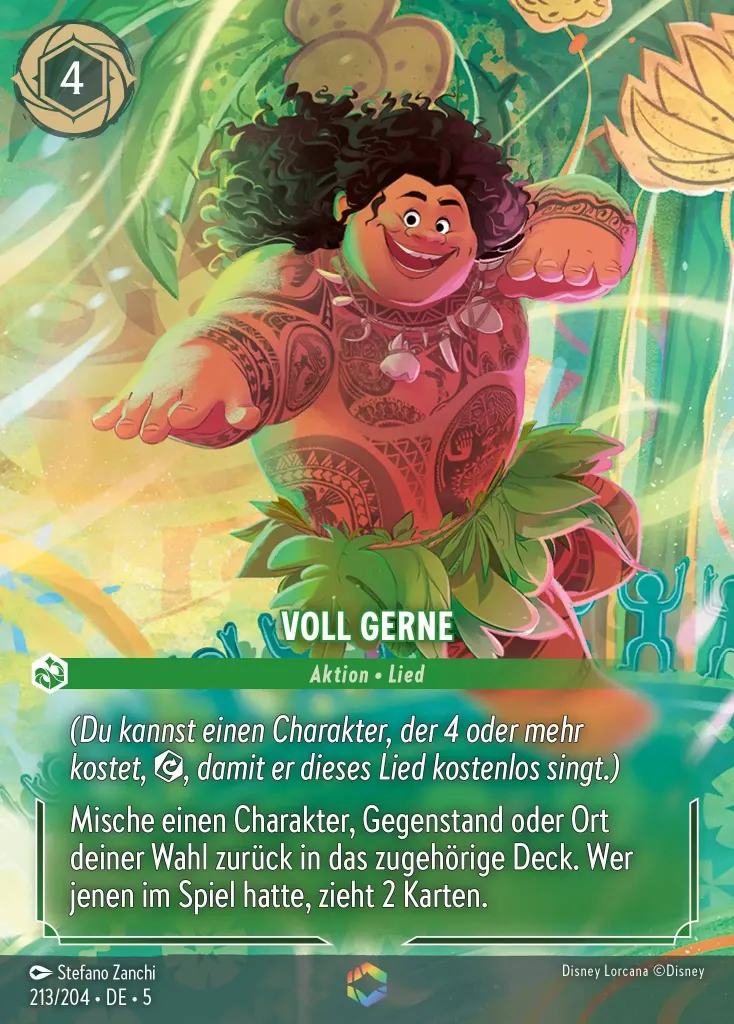 4
VOLL GERNE
Aktion • Lied
(Du kannst einen Charakter, der 4 oder mehr
kostet, , damit er dieses Lied kostenlos singt.)
Mische einen Charakter, Gegenstand oder Ort
deiner Wahl zurück in das zugehörige Deck. Wer
jenen im Spiel hatte, zieht 2 Karten.
Stefano Zanchi
Disney Lorcana ©Disney
213/204 • DE • 5